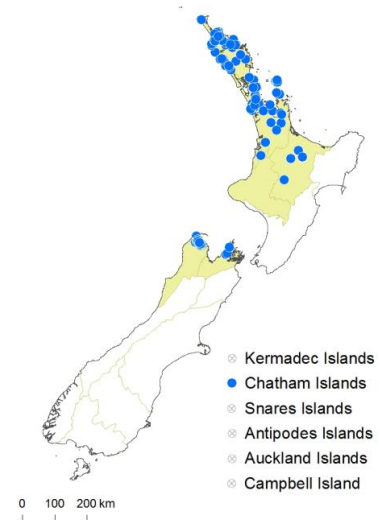 Kermadec Islands
Chatham Islands
Snares Islands
Antipodes Islands
Auckland Islands
Campbell Island
0 100 200 km